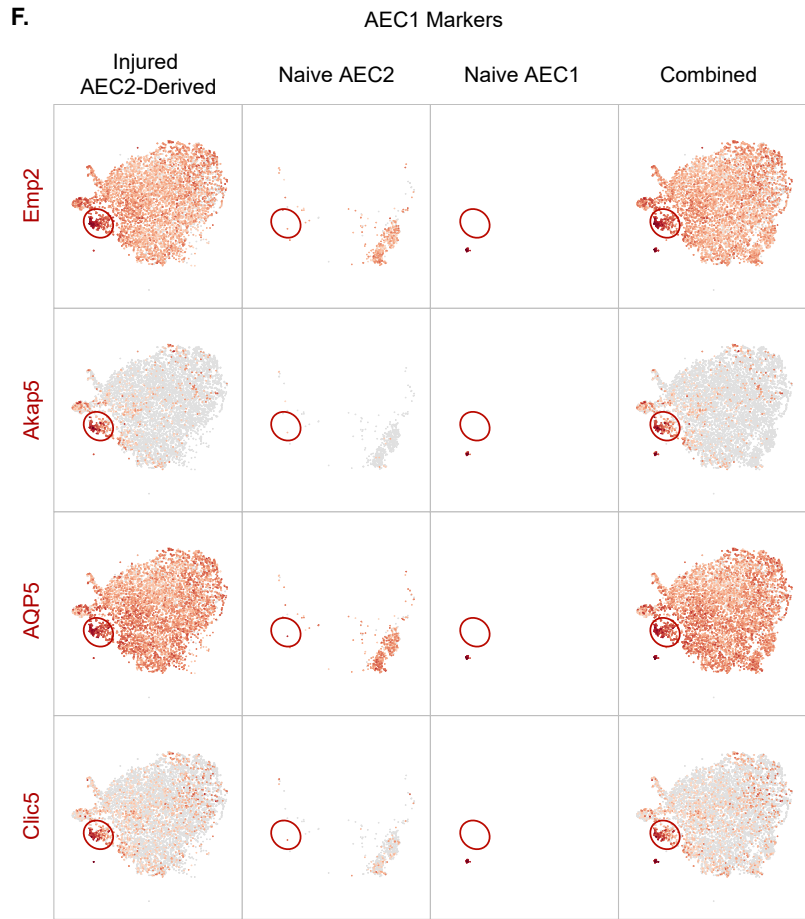 F.
AEC1 Markers
Injured
AEC2-Derived
Naive AEC2
Naive AEC1
Combined
Emp2
Akap5
AQP5
Clic5